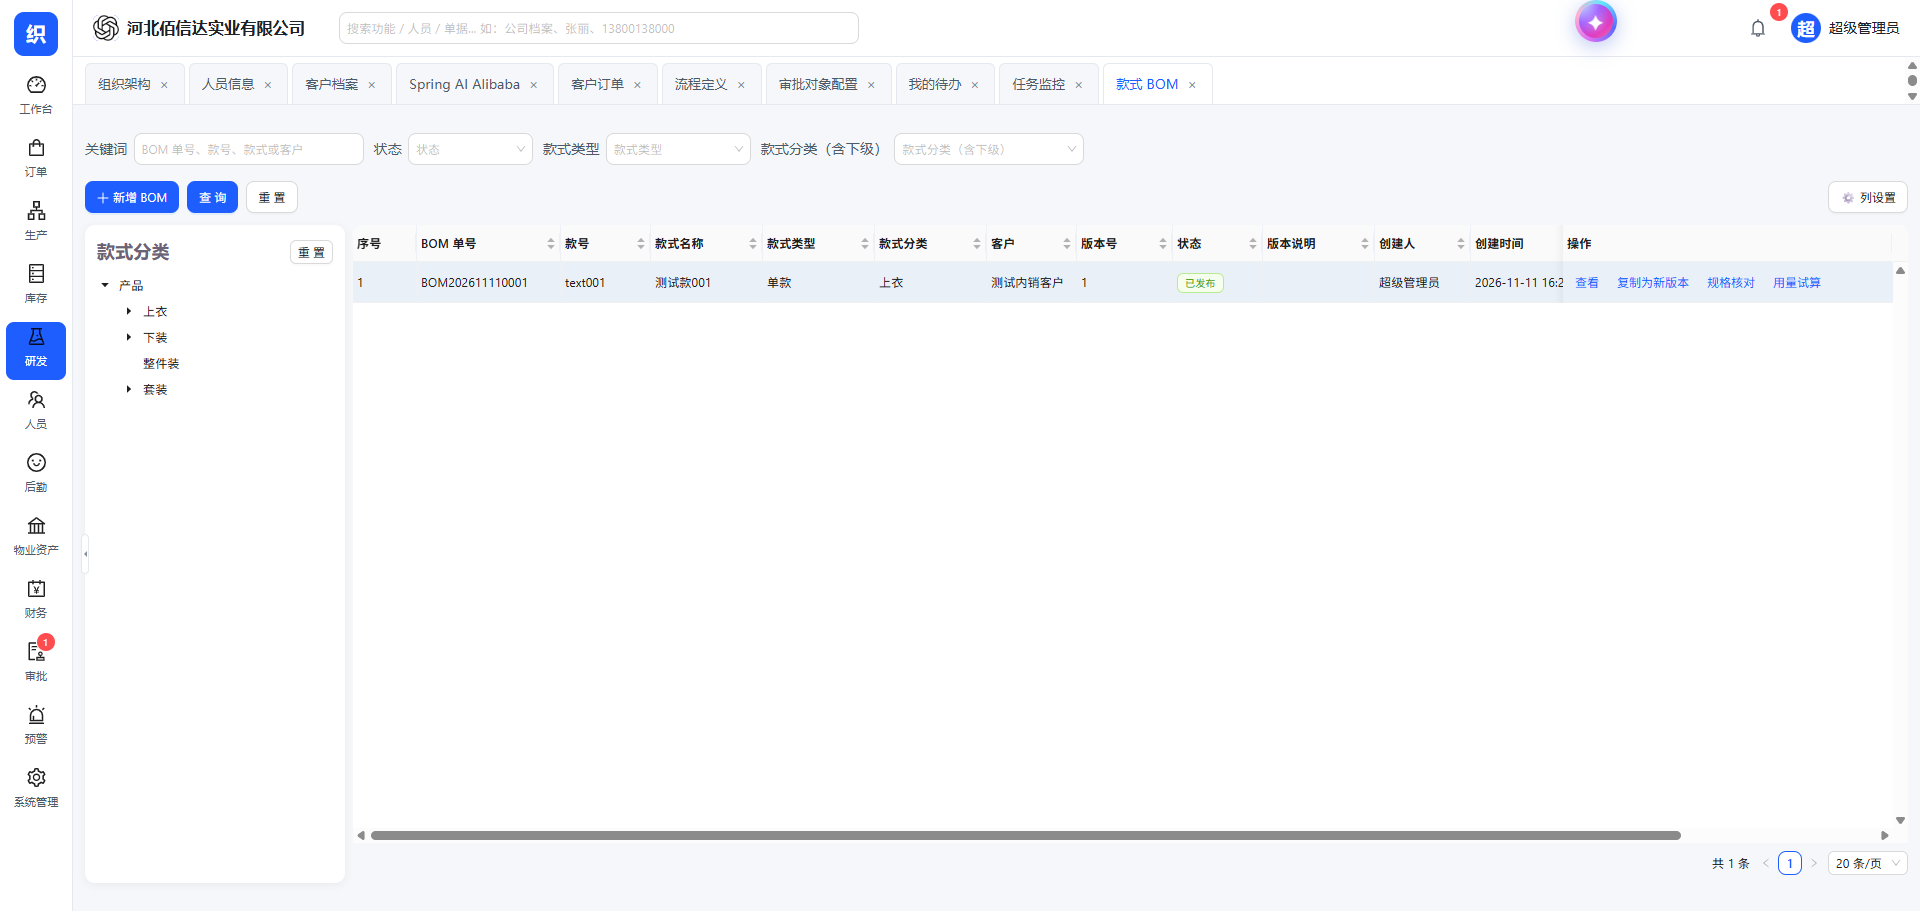 织
河北佰信达实业有限公司
搜索功能 / 人员 / 单据... 如：公司档案、张丽、13800138000
1
超
超级管理员
组织架构 ×
人员信息 ×
客户档案 ×
Spring AI Alibaba ×
客户订单 ×
流程定义 ×
审批对象配置 ×
我的待办 ×
任务监控 ×
款式 BOM ×
工作台
订单
生产
库存
研发
人员
后勤
物业资产
财务
1
审批
预警
系统管理
关键词 BOM 单号、款号、款式或客户
状态 状态
款式类型 款式类型
款式分类（含下级） 款式分类（含下级）
+ 新增 BOM
查 询
重 置
列设置
款式分类
重 置
产品
上衣
下装
整件装
套装
序号 BOM 单号 款号 款式名称 款式类型 款式分类 客户 版本号 状态 版本说明 创建人 创建时间 操作
1 BOM202611110001 text001 测试款001 单款 上衣 测试内销客户 1 已发布 超级管理员 2026-11-11 16:2 查看 复制为新版本 规格核对 用量试算
共 1 条 < 1 > 20 条/页